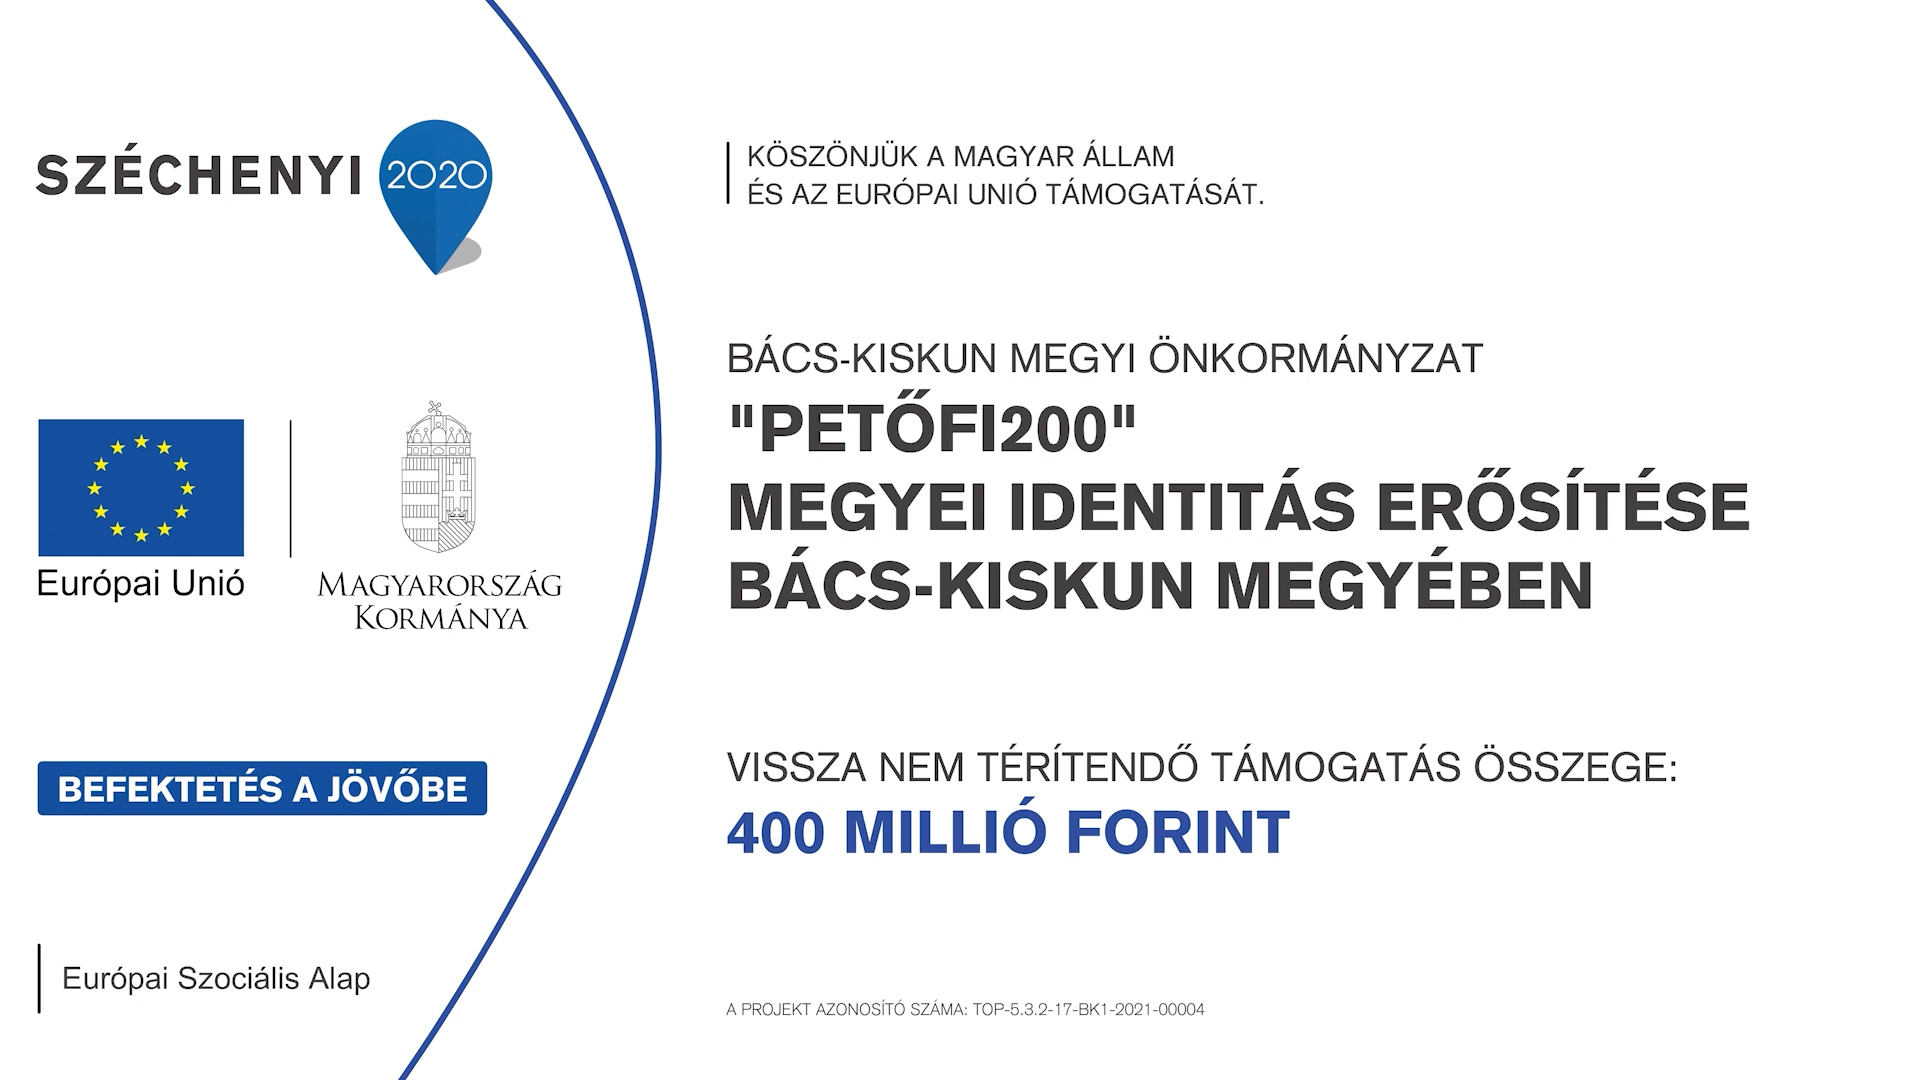 SZÉCHENYI 2020
Európai Unió
MAGYARORSZÁG
KORMÁNYA
BEFEKTETÉS A JÖVŐBE
Európai Szociális Alap
KÖSZÖNJÜK A MAGYAR ÁLLAM
ÉS AZ EURÓPAI UNIÓ TÁMOGATÁSÁT.
BÁCS-KISKUN MEGYI ÖNKORMÁNYZAT
"PETŐFI200"
MEGYEI IDENTITÁS ERŐSÍTÉSE
BÁCS-KISKUN MEGYÉBEN
VISSZA NEM TÉRÍTENDŐ TÁMOGATÁS ÖSSZEGE:
400 MILLIÓ FORINT
A PROJEKT AZONOSÍTÓ SZÁMA: TOP-5.3.2-17-BK1-2021-00004